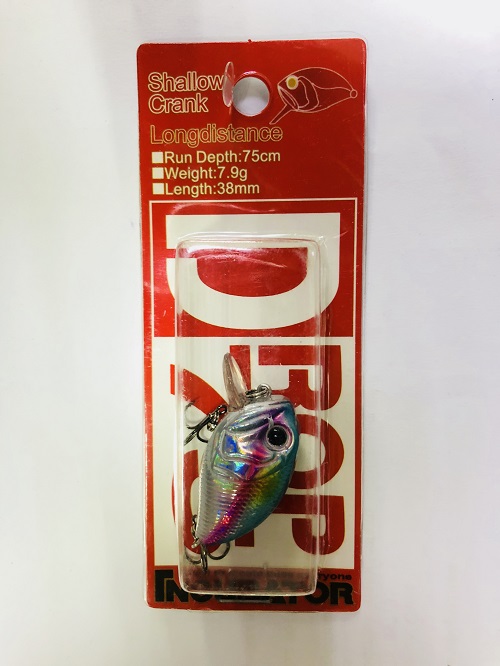 Shallow
Crank
Longdistance
Run Depth:75cm
Weight:7.9g
Length:38mm
DROP